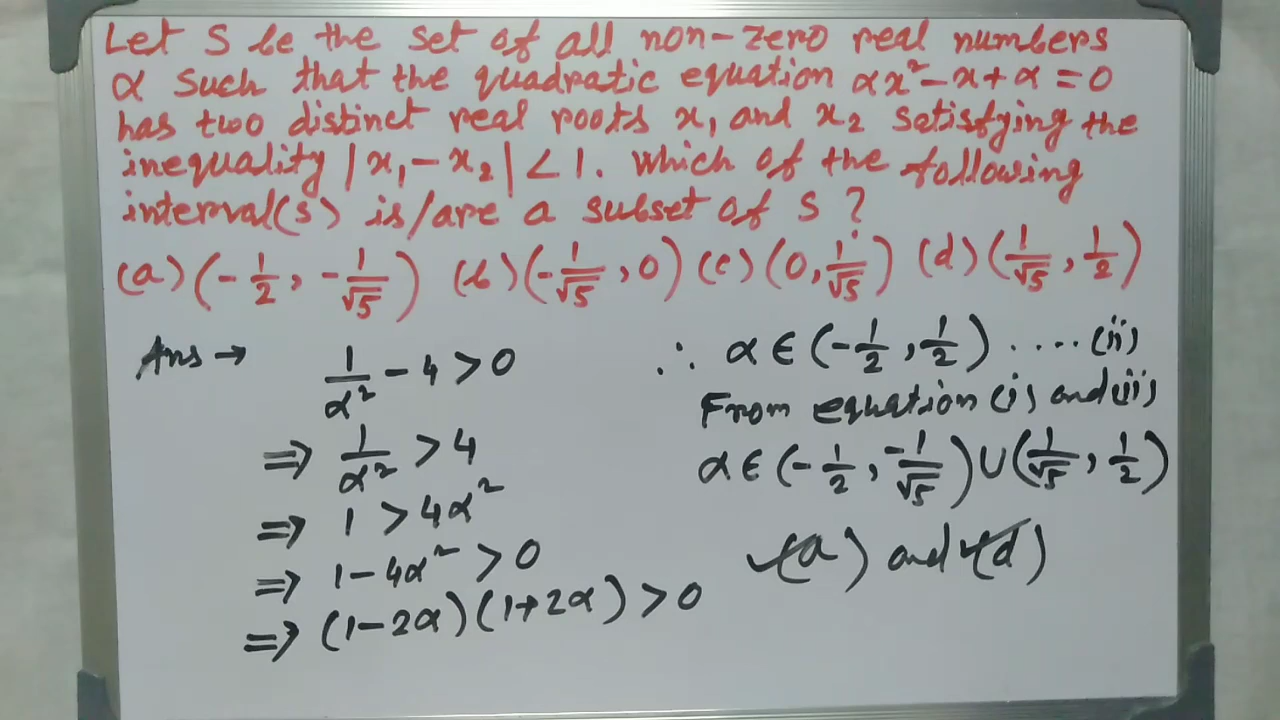 Let S be the set of all non-zero real numbers
α such that the quadratic equation αx²-x+α=0
has two distinct real roots x₁ and x₂ satisfying the
inequality |x₁-x₂|<1. Which of the following
interval(s) is/are a subset of S?
(a)(-1/2, -1/√5) (b)(-1/√5, 0) (c)(0, 1/√5) (d)(1/√5, 1/2)
Ans → 1/α² - 4 > 0
⇒ 1/α² > 4
⇒ 1 > 4α²
⇒ 1-4α² > 0
⇒ (1-2α)(1+2α) > 0
∴ α∈(-1/2, 1/2) ....(ii)
From equation (i) and (ii)
α∈(-1/2, -1/√5)∪(1/√5, 1/2)
✓(a) and ✓(d)